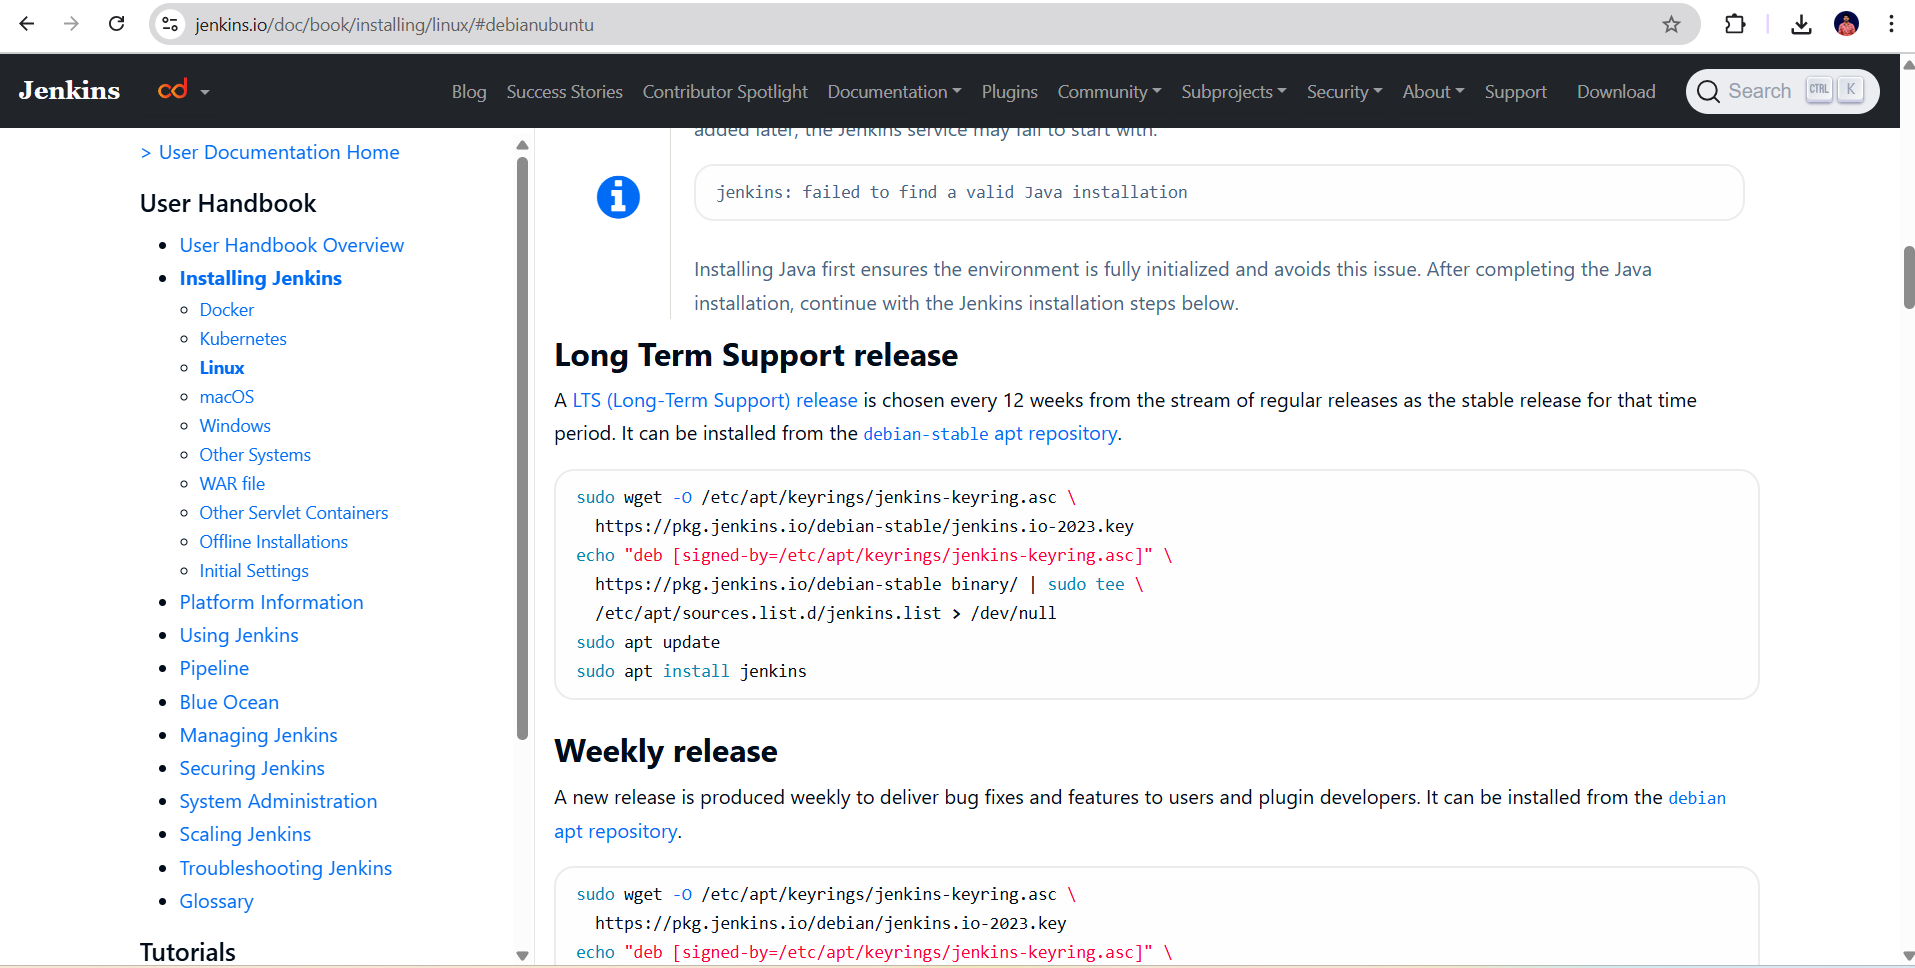 jenkins.io/doc/book/installing/linux/#debianubuntu
Jenkins
cd
Blog Success Stories Contributor Spotlight Documentation Plugins Community Subprojects Security About Support Download
Search CTRL K
> User Documentation Home
User Handbook
User Handbook Overview
Installing Jenkins
Docker
Kubernetes
Linux
macOS
Windows
Other Systems
WAR file
Other Servlet Containers
Offline Installations
Initial Settings
Platform Information
Using Jenkins
Pipeline
Blue Ocean
Managing Jenkins
Securing Jenkins
System Administration
Scaling Jenkins
Troubleshooting Jenkins
Glossary
Tutorials
added later, the Jenkins service may fail to start with:
jenkins: failed to find a valid Java installation
Installing Java first ensures the environment is fully initialized and avoids this issue. After completing the Java
installation, continue with the Jenkins installation steps below.
Long Term Support release
A LTS (Long-Term Support) release is chosen every 12 weeks from the stream of regular releases as the stable release for that time
period. It can be installed from the debian-stable apt repository.
sudo wget -O /etc/apt/keyrings/jenkins-keyring.asc \
https://pkg.jenkins.io/debian-stable/jenkins.io-2023.key
echo "deb [signed-by=/etc/apt/keyrings/jenkins-keyring.asc]" \
https://pkg.jenkins.io/debian-stable binary/ | sudo tee \
/etc/apt/sources.list.d/jenkins.list > /dev/null
sudo apt update
sudo apt install jenkins
Weekly release
A new release is produced weekly to deliver bug fixes and features to users and plugin developers. It can be installed from the debian
apt repository.
sudo wget -O /etc/apt/keyrings/jenkins-keyring.asc \
https://pkg.jenkins.io/debian/jenkins.io-2023.key
echo "deb [signed-by=/etc/apt/keyrings/jenkins-keyring.asc]" \